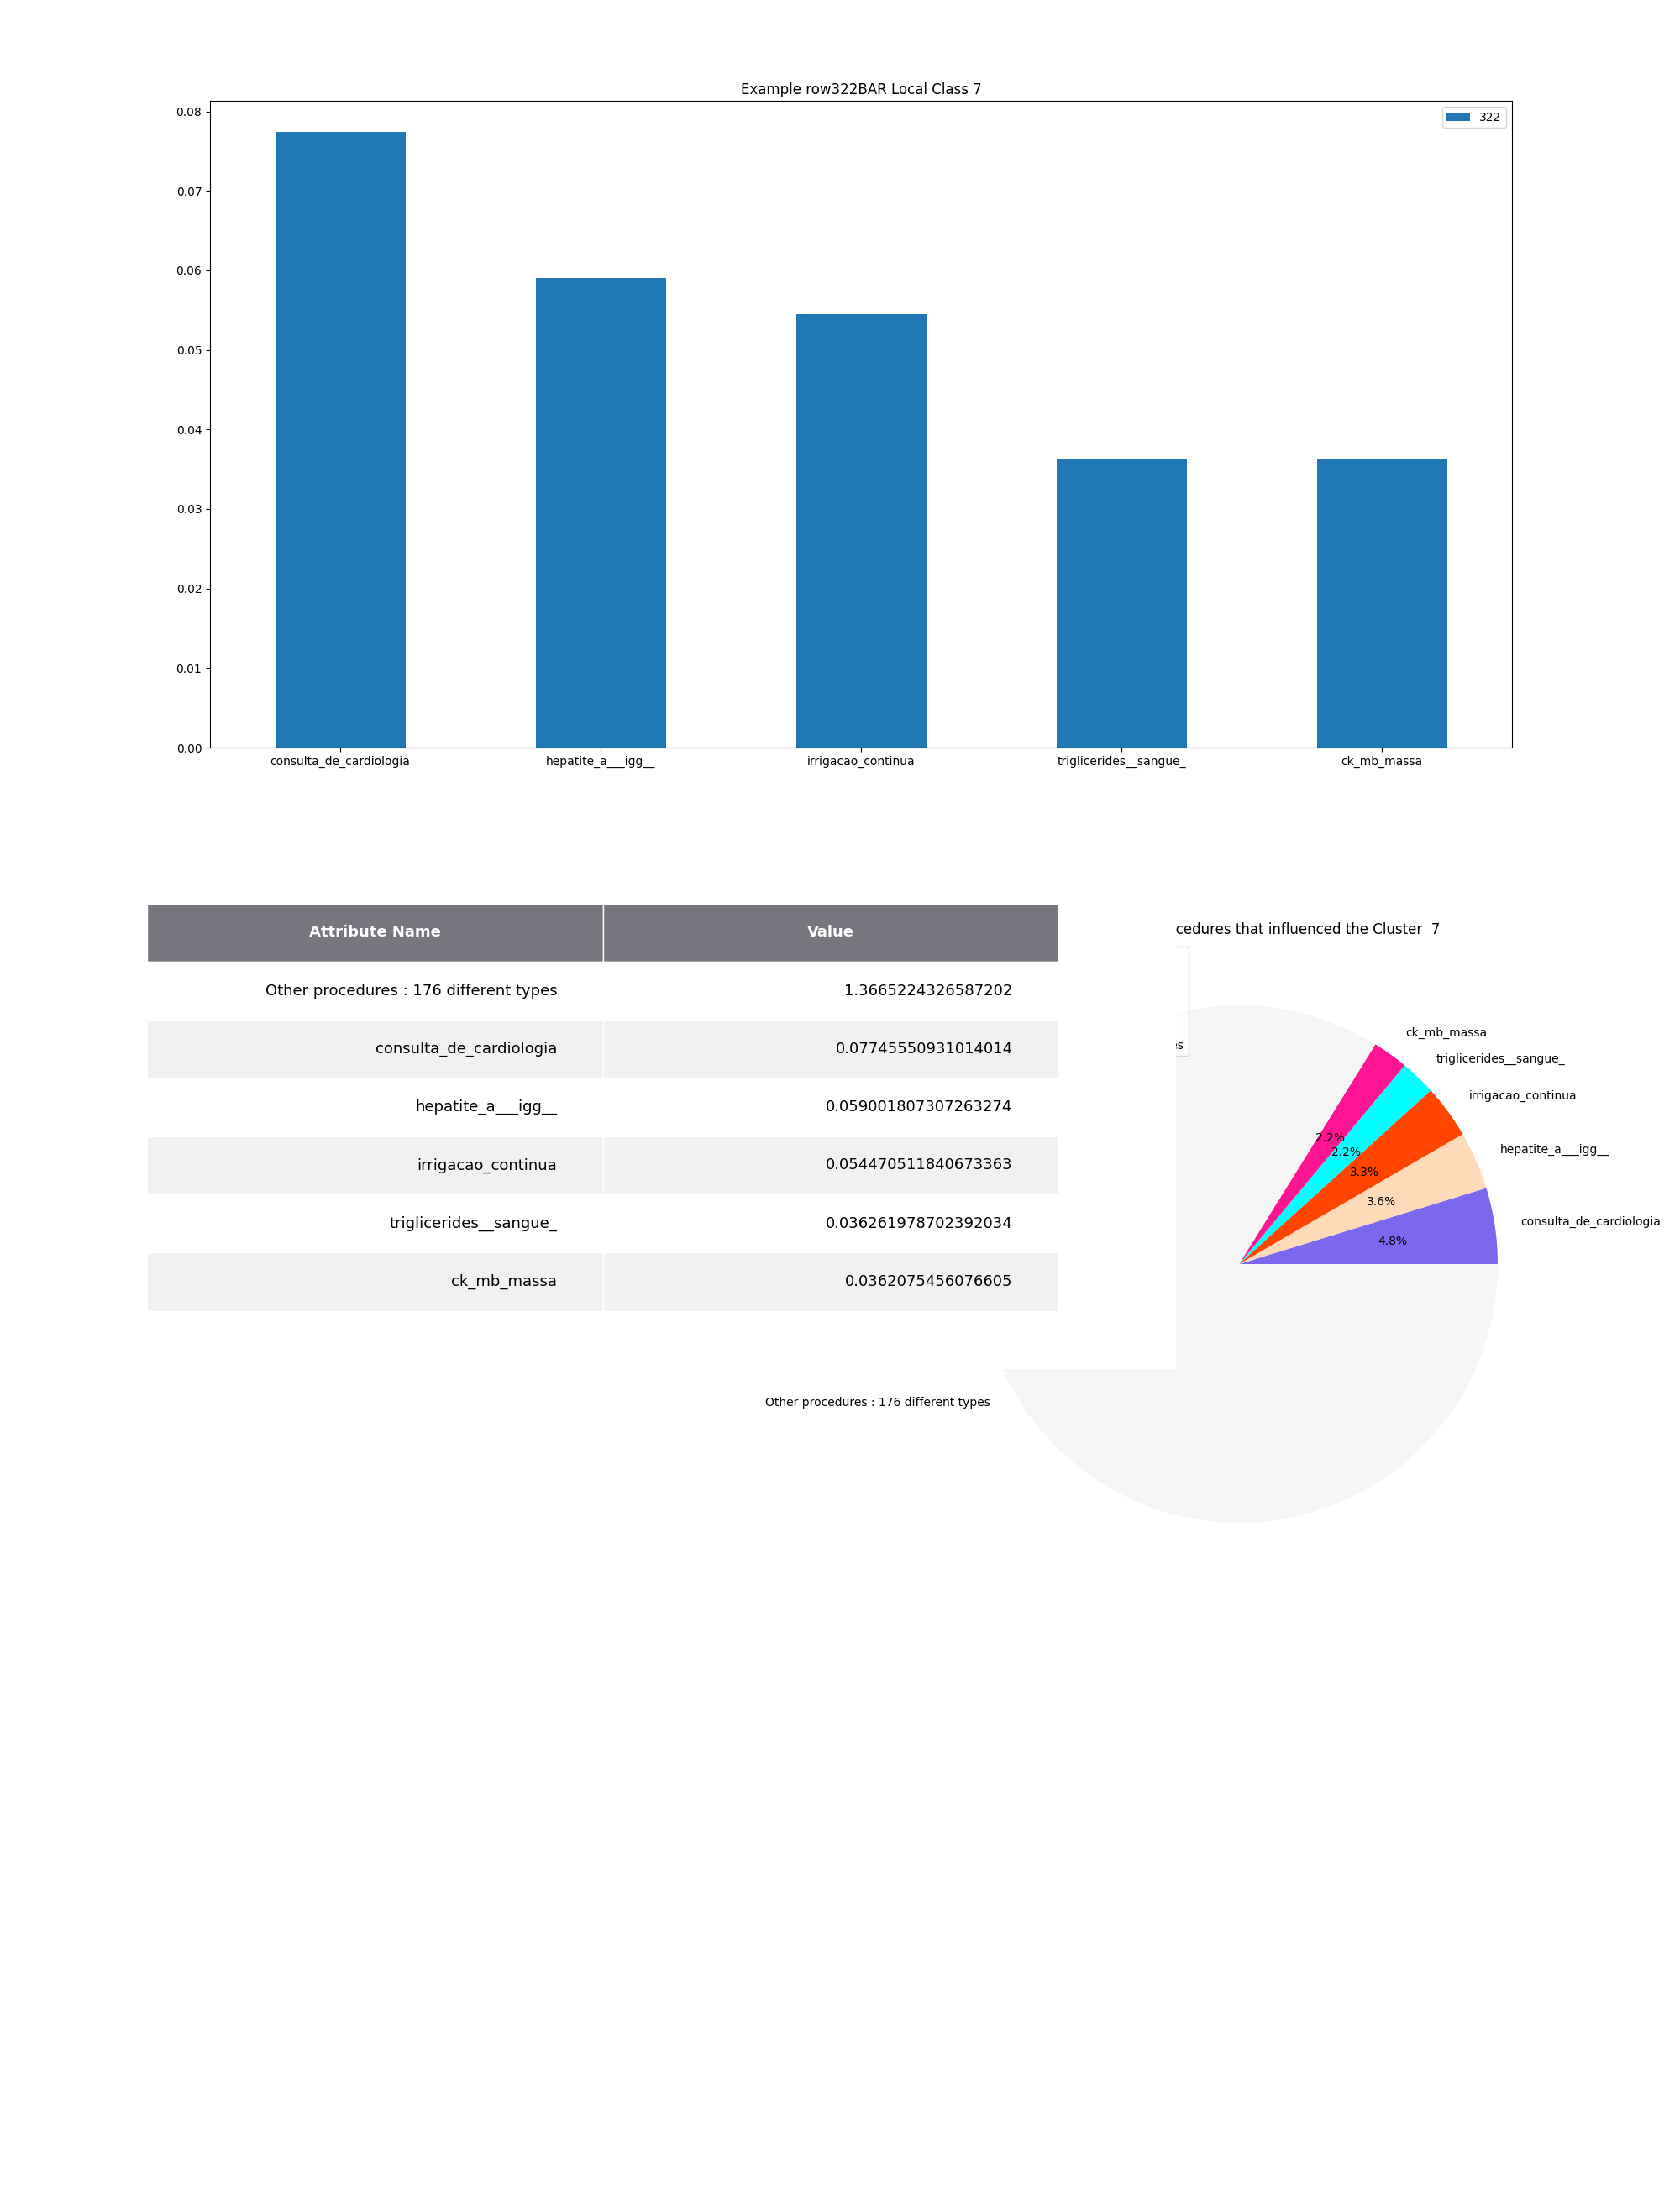 Example row322BAR Local Class 7
322
0.08
0.07
0.06
0.05
0.04
0.03
0.02
0.01
0.00
consulta_de_cardiologia hepatite_a___igg__ irrigacao_continua triglicerides__sangue_ ck_mb_massa
Attribute Name Value
Other procedures : 176 different types 1.3665224326587202
consulta_de_cardiologia 0.07745550931014014
hepatite_a___igg__ 0.059001807307263274
irrigacao_continua 0.054470511840673363
triglicerides__sangue_ 0.036261978702392034
ck_mb_massa 0.0362075456076605
cedures that influenced the Cluster 7
es
ck_mb_massa
triglicerides__sangue_
irrigacao_continua
hepatite_a___igg__
consulta_de_cardiologia
2.2%
2.2%
3.3%
3.6%
4.8%
Other procedures : 176 different types